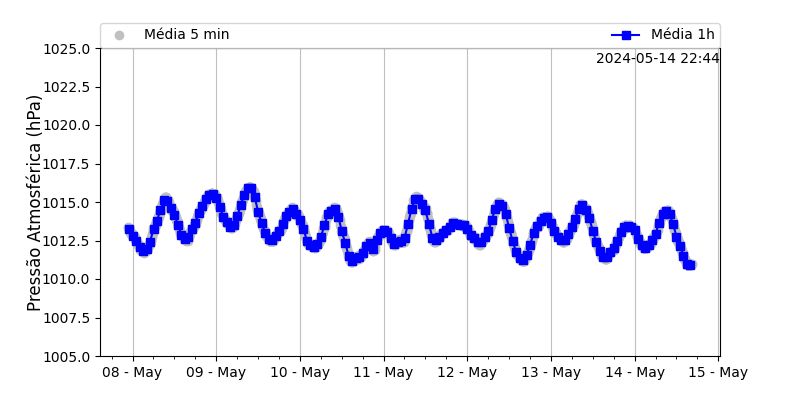 Média 5 min
Média 1h
2024-05-14 22:44
Pressão Atmosférica (hPa)
1025.0
1022.5
1020.0
1017.5
1015.0
1012.5
1010.0
1007.5
1005.0
08 - May 09 - May 10 - May 11 - May 12 - May 13 - May 14 - May 15 - May